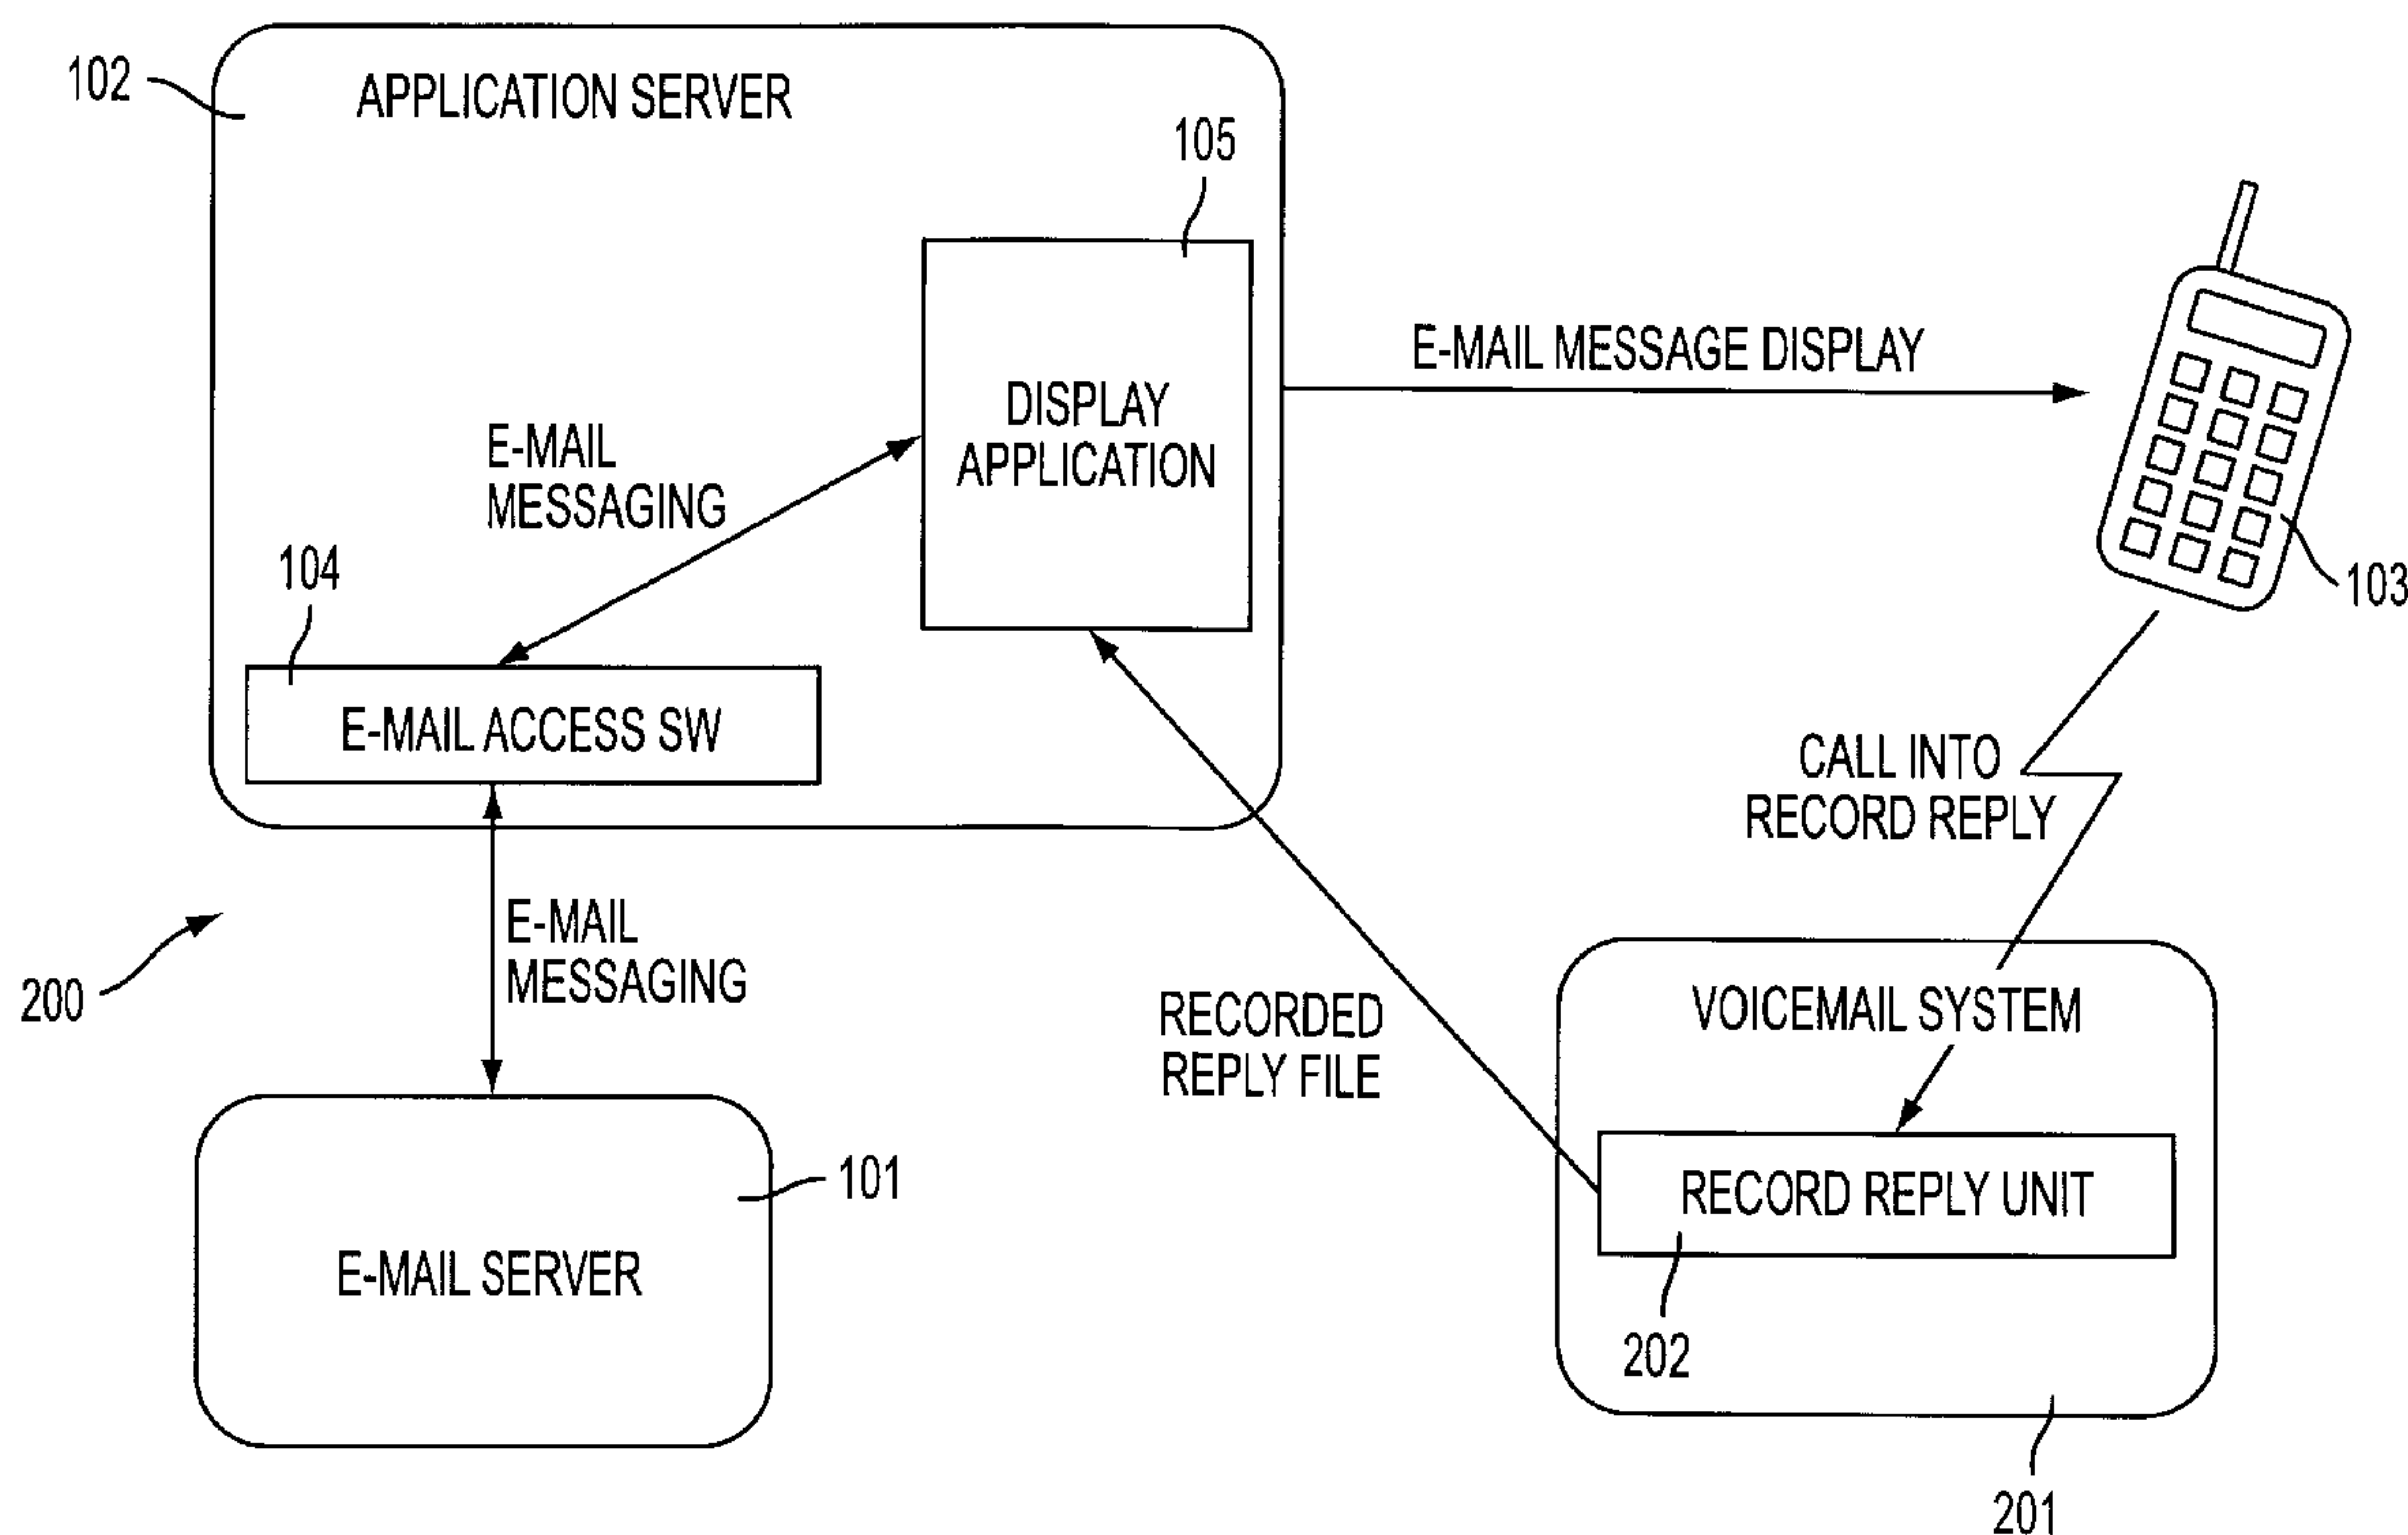 102
APPLICATION SERVER
105
E-MAIL MESSAGE DISPLAY
DISPLAY
APPLICATION
E-MAIL
MESSAGING
104
103
E-MAIL ACCESS SW
CALL INTO
RECORD REPLY
E-MAIL
MESSAGING
200
RECORDED
REPLY FILE
VOICEMAIL SYSTEM
101
RECORD REPLY UNIT
E-MAIL SERVER
202
201